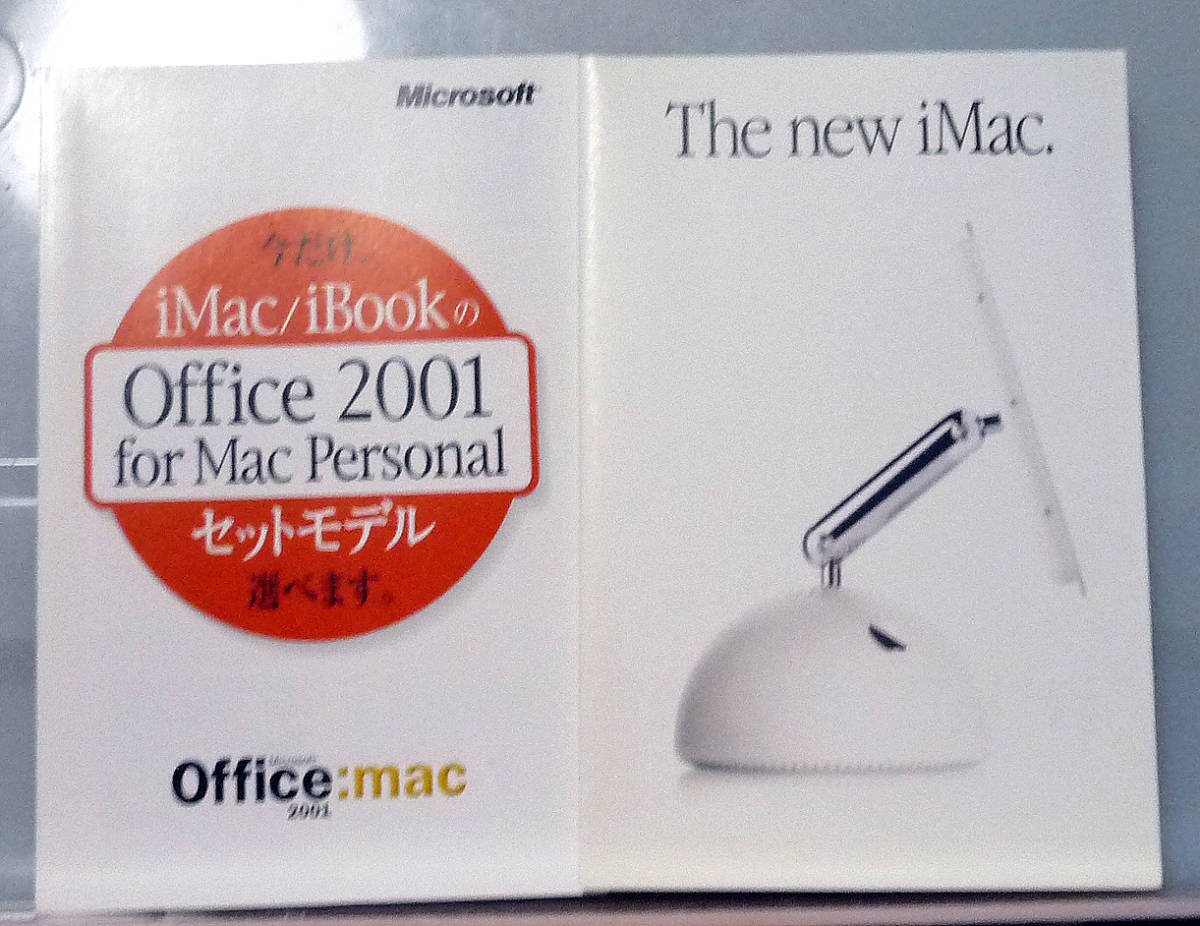 Microsoft
今だけ。
iMac/iBookの
Office 2001
for Mac Personal
セットモデル
選べます。
Microsoft
Office:mac
2001
The new iMac.